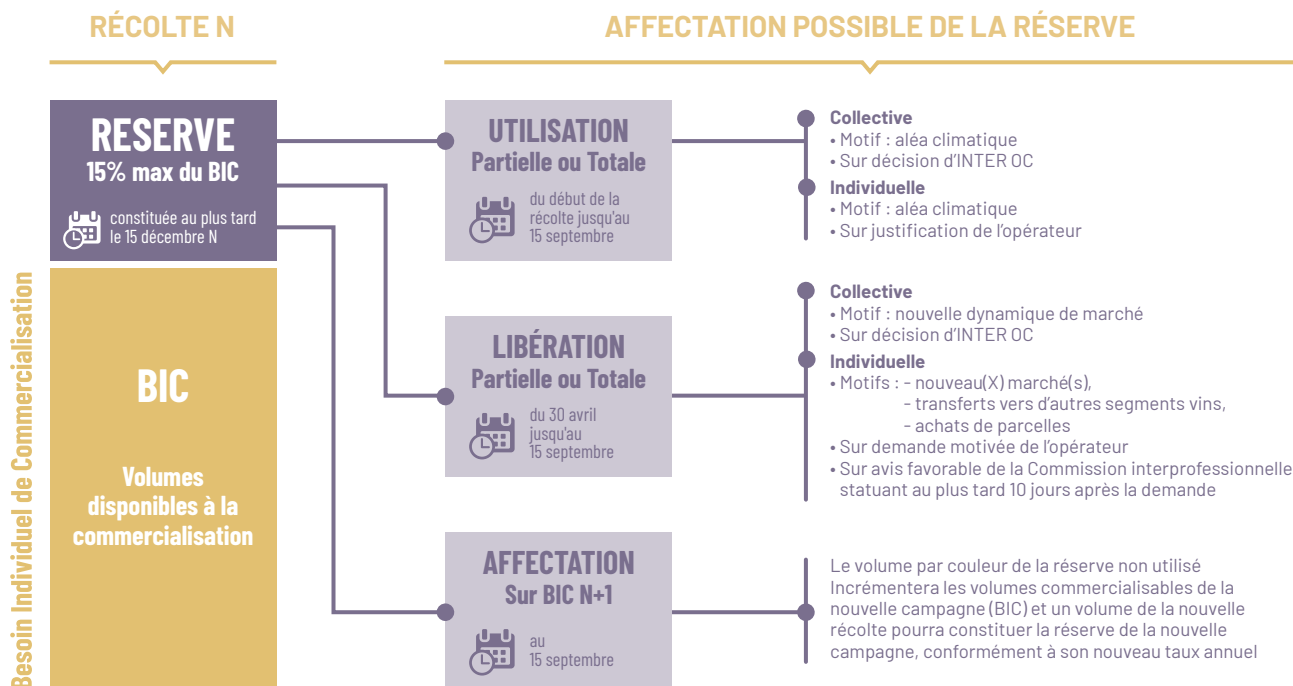 RÉCOLTE N
AFFECTATION POSSIBLE DE LA RÉSERVE
Besoin Individuel de Commercialisation
RESERVE
15% max du BIC
constituée au plus tard
le 15 décembre N
BIC
Volumes
disponibles à la
commercialisation
UTILISATION
Partielle ou Totale
du début de la
récolte jusqu'au
15 septembre
Collective
• Motif : aléa climatique
• Sur décision d'INTER OC
Individuelle
• Motif : aléa climatique
• Sur justification de l'opérateur
LIBÉRATION
Partielle ou Totale
du 30 avril
jusqu'au
15 septembre
Collective
• Motif : nouvelle dynamique de marché
• Sur décision d'INTER OC
Individuelle
• Motifs : - nouveau(X) marché(s),
- transferts vers d'autres segments vins,
- achats de parcelles
• Sur demande motivée de l'opérateur
• Sur avis favorable de la Commission interprofessionnelle
statuant au plus tard 10 jours après la demande
AFFECTATION
Sur BIC N+1
au
15 septembre
Le volume par couleur de la réserve non utilisé
Incrémentera les volumes commercialisables de la
nouvelle campagne (BIC) et un volume de la nouvelle
récolte pourra constituer la réserve de la nouvelle
campagne, conformément à son nouveau taux annuel